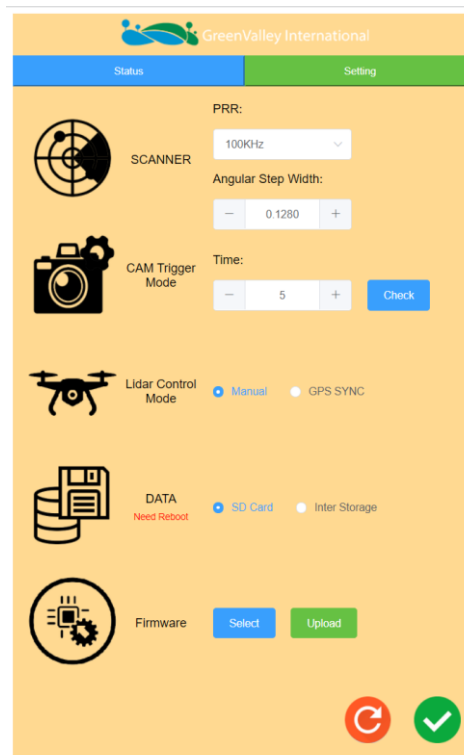 GreenValley International
Status
Setting
PRR:
100KHz
SCANNER
Angular Step Width:
− 0.1280 +
CAM Trigger
Mode
Time:
− 5 +
Check
Lidar Control
Mode
Manual
GPS SYNC
DATA
Need Reboot
SD Card
Inter Storage
Firmware
Select
Upload